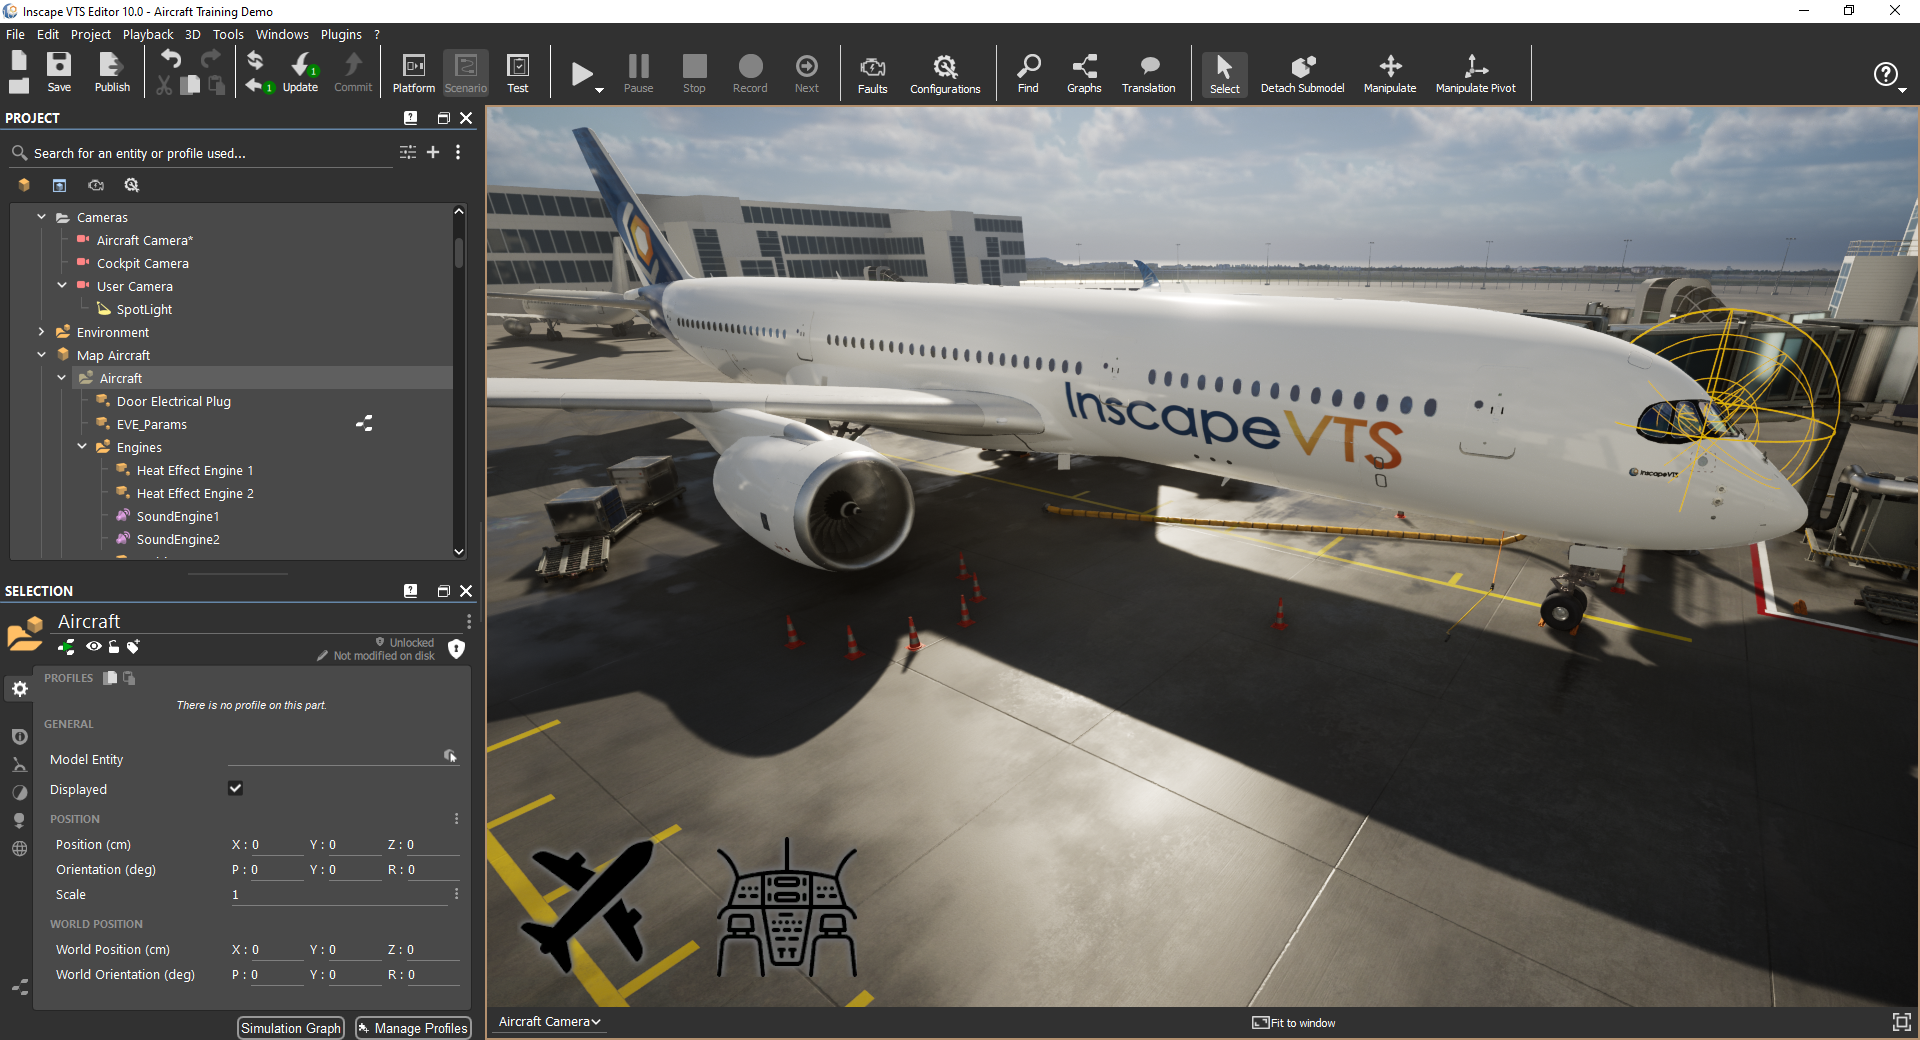 Inscape VTS Editor 10.0 - Aircraft Training Demo
File Edit Project Playback 3D Tools Windows Plugins ?
Save Publish 1 Update 1 Commit Platform Scenario Test Pause Stop Record Next Faults Configurations Find Graphs Translation Select Detach Submodel Manipulate Manipulate Pivot
PROJECT
Search for an entity or profile used...
Cameras
Aircraft Camera*
Cockpit Camera
User Camera
SpotLight
Environment
Map Aircraft
Aircraft
Door Electrical Plug
EVE_Params
Engines
Heat Effect Engine 1
Heat Effect Engine 2
SoundEngine1
SoundEngine2
SELECTION
Aircraft
Unlocked
Not modified on disk
PROFILES
There is no profile on this part.
GENERAL
Model Entity
Displayed
POSITION
Position (cm) X : 0 Y : 0 Z : 0
Orientation (deg) P : 0 Y : 0 R : 0
Scale 1
WORLD POSITION
World Position (cm) X : 0 Y : 0 Z : 0
World Orientation (deg) P : 0 Y : 0 R : 0
Simulation Graph Manage Profiles
InscapeVTS
InscapeVTS
Aircraft Camera Fit to window